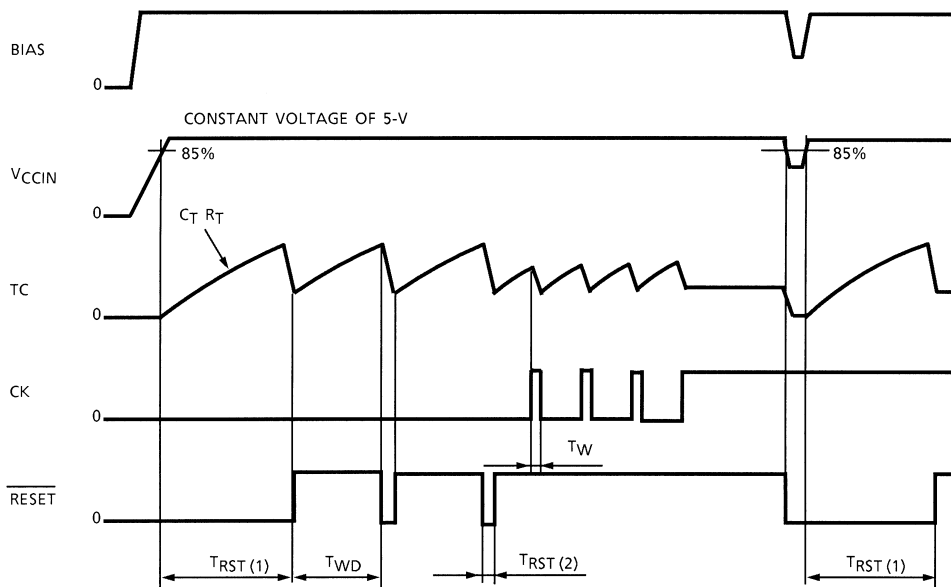 BIAS
0
CONSTANT VOLTAGE OF 5-V
85%
85%
VCCIN
0
CT RT
TC
0
CK
0
TW
RESET
0
TRST (1)
TWD
TRST (2)
TRST (1)